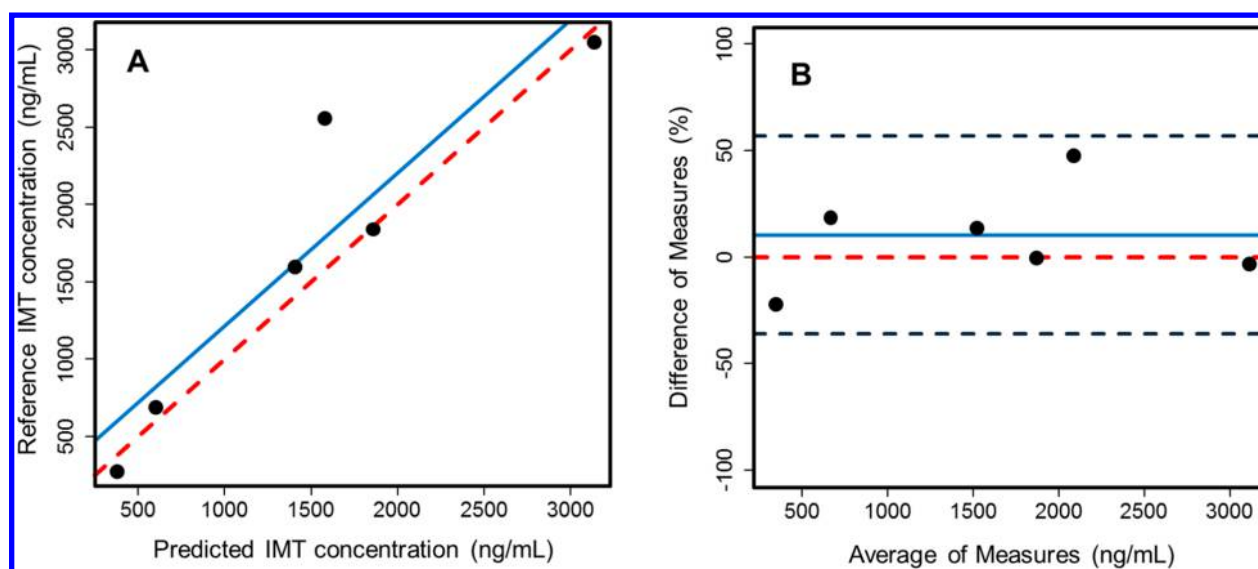 A
Reference IMT concentration (ng/mL)
3000
2500
2000
1500
1000
500
500 1000 1500 2000 2500 3000
Predicted IMT concentration (ng/mL)
B
Difference of Measures (%)
100
50
0
-50
-100
500 1000 1500 2000 2500 3000
Average of Measures (ng/mL)